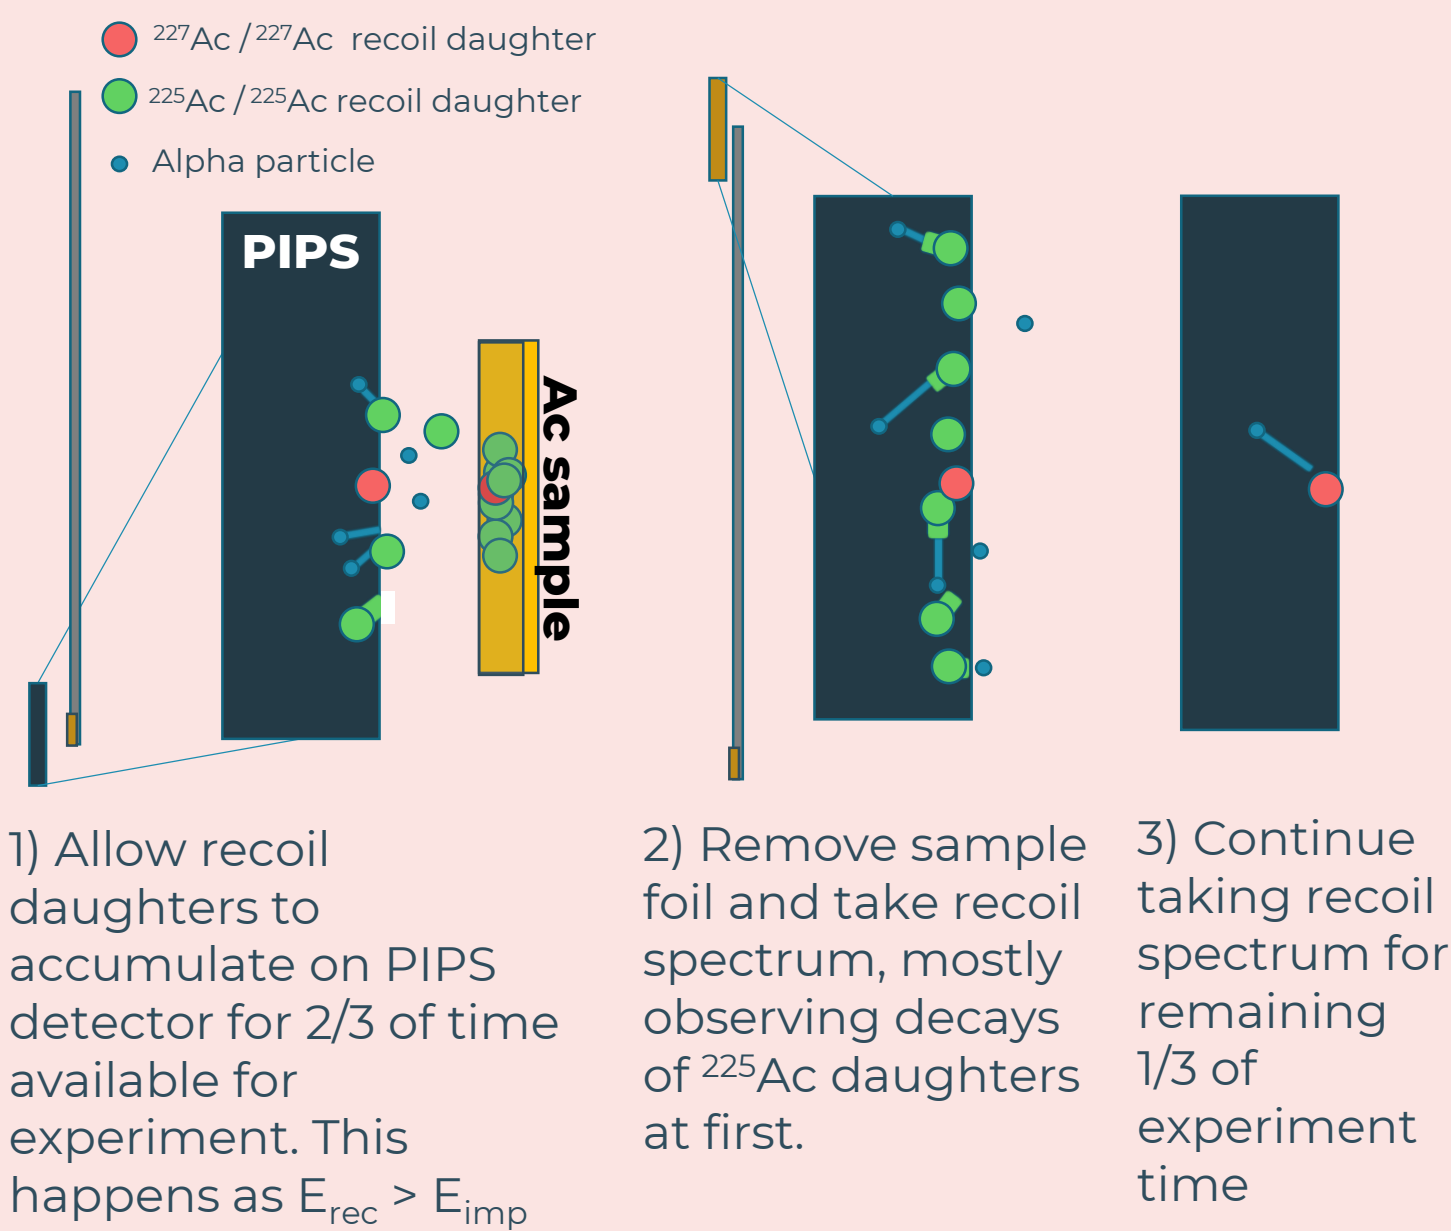 ²²⁷Ac / ²²⁷Ac recoil daughter
²²⁵Ac / ²²⁵Ac recoil daughter
Alpha particle
PIPS
Ac sample
1) Allow recoil
daughters to
accumulate on PIPS
detector for 2/3 of time
available for
experiment. This
happens as E_rec > E_imp
2) Remove sample
foil and take recoil
spectrum, mostly
observing decays
of ²²⁵Ac daughters
at first.
3) Continue
taking recoil
spectrum for
remaining
1/3 of
experiment
time